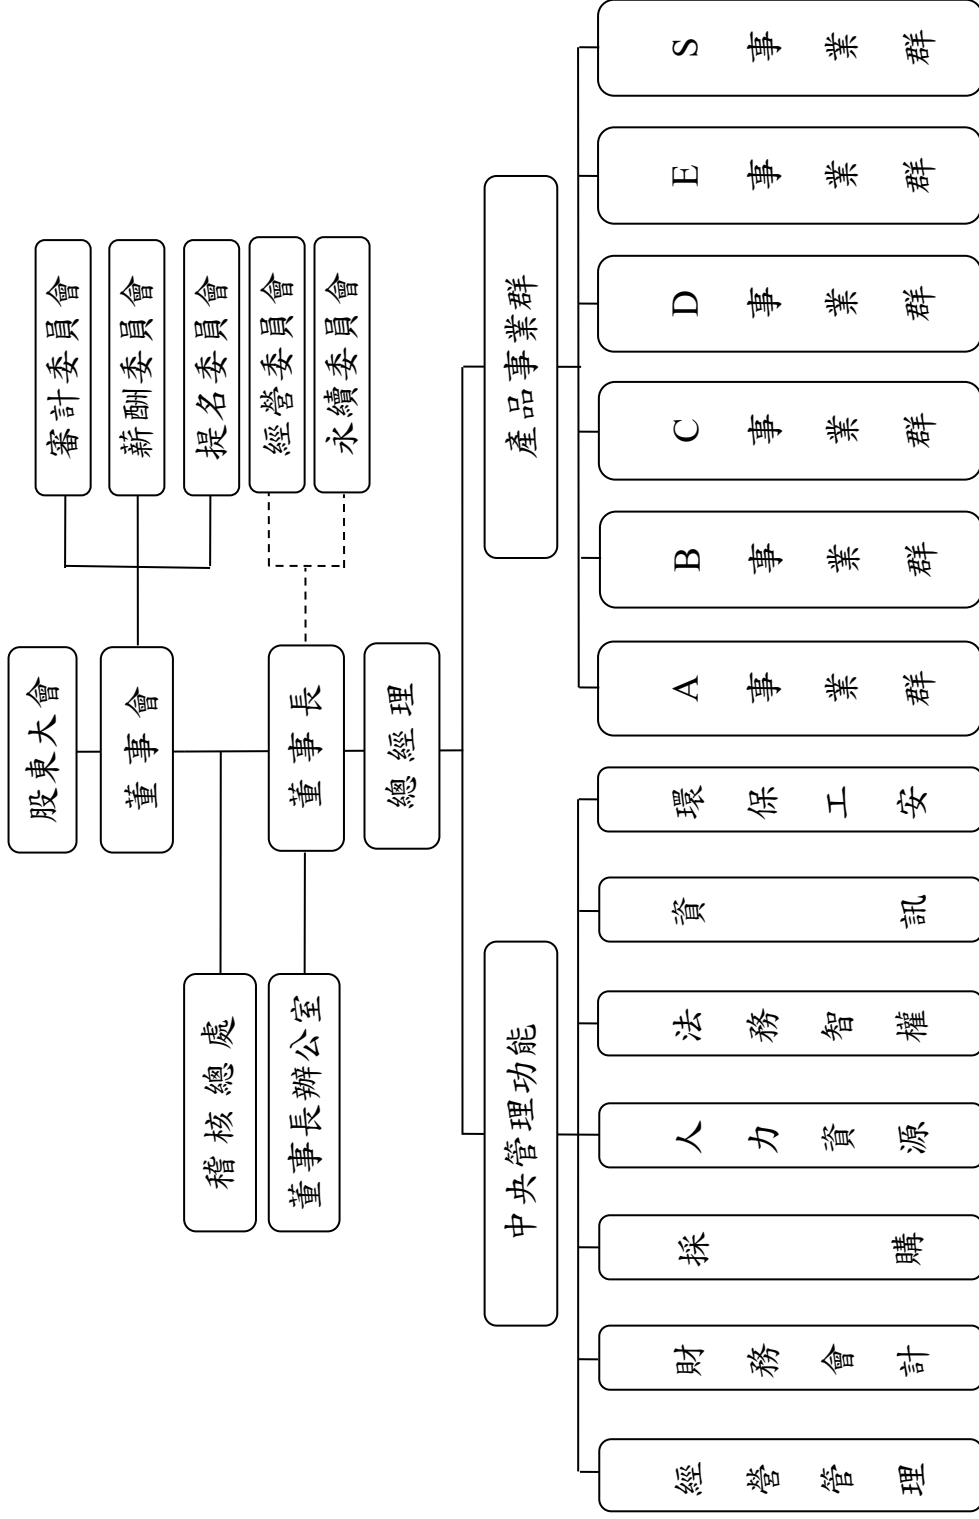 股東大會
董事會
審計委員會
薪酬委員會
提名委員會
稽核總處
董事長
董事長辦公室
經營委員會
永續委員會
總經理
中央管理功能
產品事業群
經營管理
財務會計
採購
人力資源
法務智權
資訊
環保工安
A事業群
B事業群
C事業群
D事業群
E事業群
S事業群